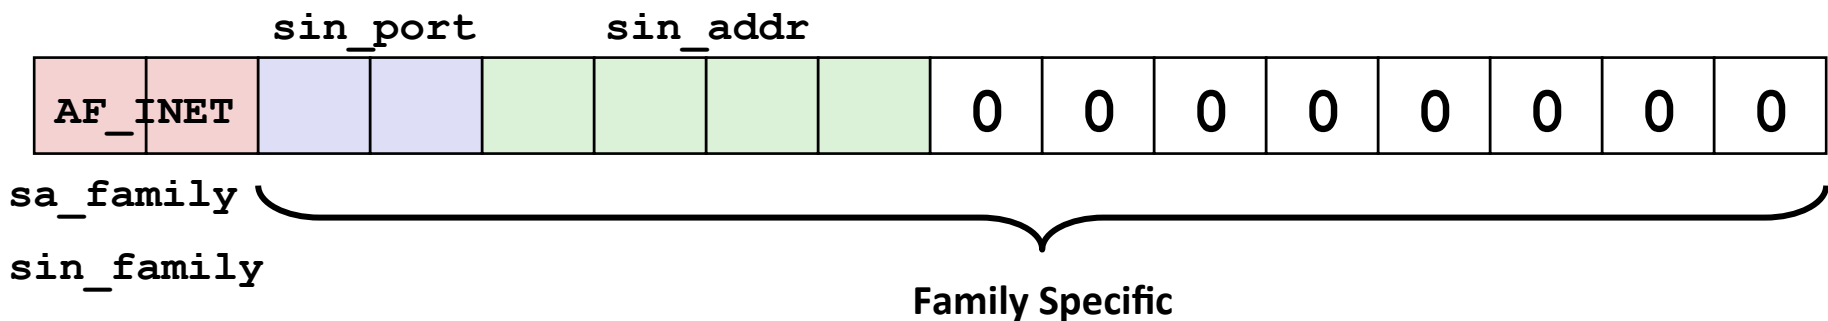 sin_port sin_addr
AF_INET 0 0 0 0 0 0 0 0
sa_family
sin_family
Family Specific